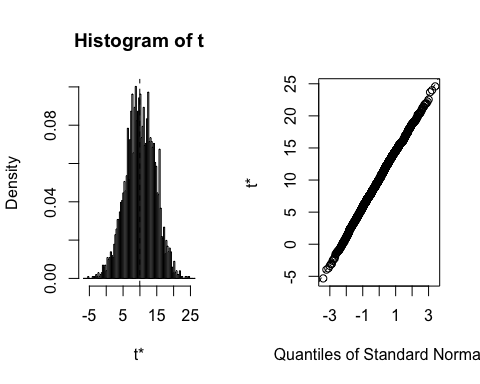 Histogram of t
Density
0.00 0.04 0.08
-5 5 15 25
t*
t*
-5 0 5 10 15 20 25
-3 -1 1 3
Quantiles of Standard Norma